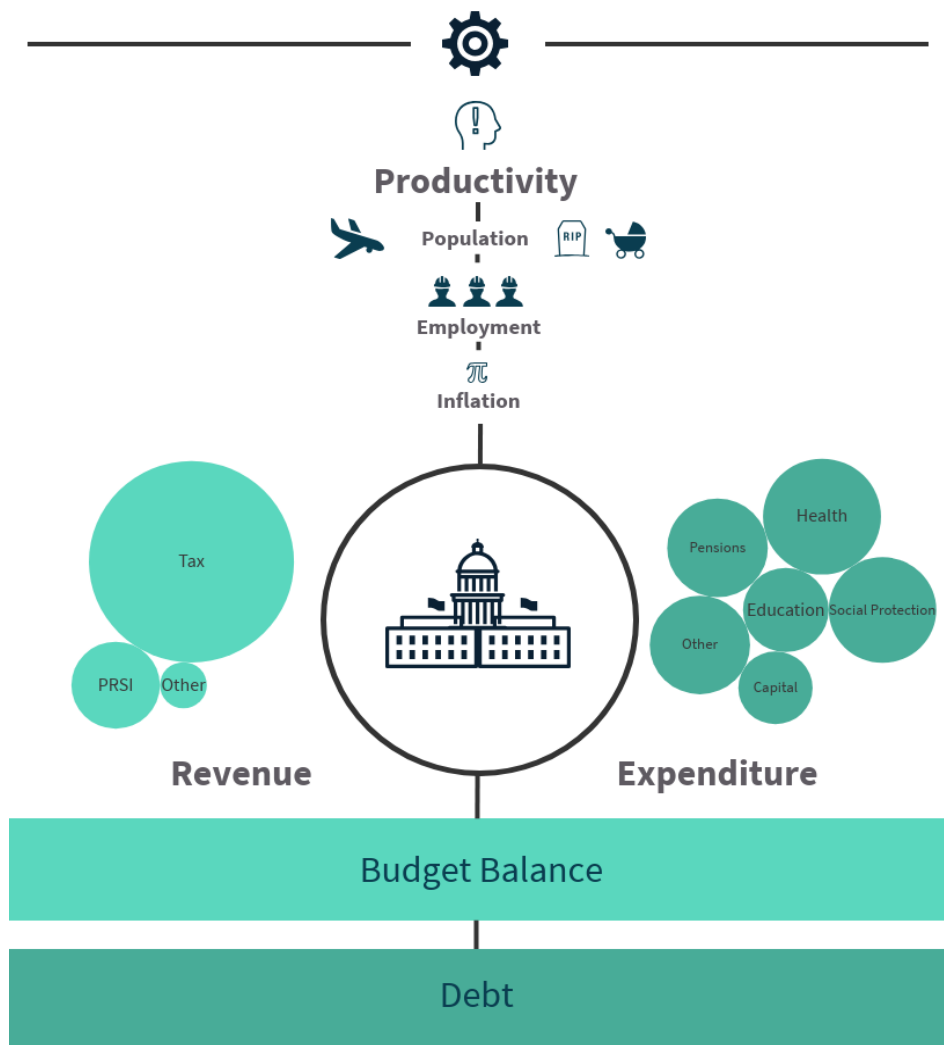 Productivity
Population
RIP
Employment
π
Inflation
Tax
PRSI
Other
Health
Pensions
Education
Social Protection
Other
Capital
Revenue
Expenditure
Budget Balance
Debt